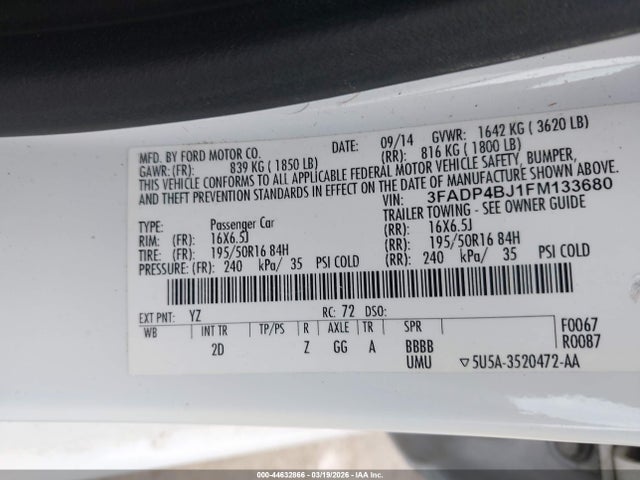 MFD. BY FORD MOTOR CO. DATE: 09/14 GVWR: 1642 KG ( 3620 LB)
GAWR: (FR) 839 KG ( 1850 LB) (RR): 816 KG ( 1800 LB)
THIS VEHICLE CONFORMS TO ALL APPLICABLE FEDERAL MOTOR VEHICLE SAFETY, BUMPER,
AND THEFT PREVENTION STANDARDS IN EFFECT ON THE DATE OF MANUFACTURE SHOWN ABOVE.
VIN: 3FADP4BJ1FM133680
TYPE: Passenger Car TRAILER TOWING - SEE OWNER GUIDE
RIM: (FR) 16X6.5J (RR): 16X6.5J
TIRE: (FR) 195/50R16 84H (RR): 195/50R16 84H
PRESSURE: (FR) 240 kPa/ 35 PSI COLD (RR) 240 kPa/ 35 PSI COLD
EXT PNT: YZ RC: 72 DSO:
WB INT TR TP/PS R AXLE TR SPR F0067
2D Z GG A BBBB R0087
UMU ▽5U5A-3520472-AA
000-44632866 - 03/19/2026 - IAAI, Inc.